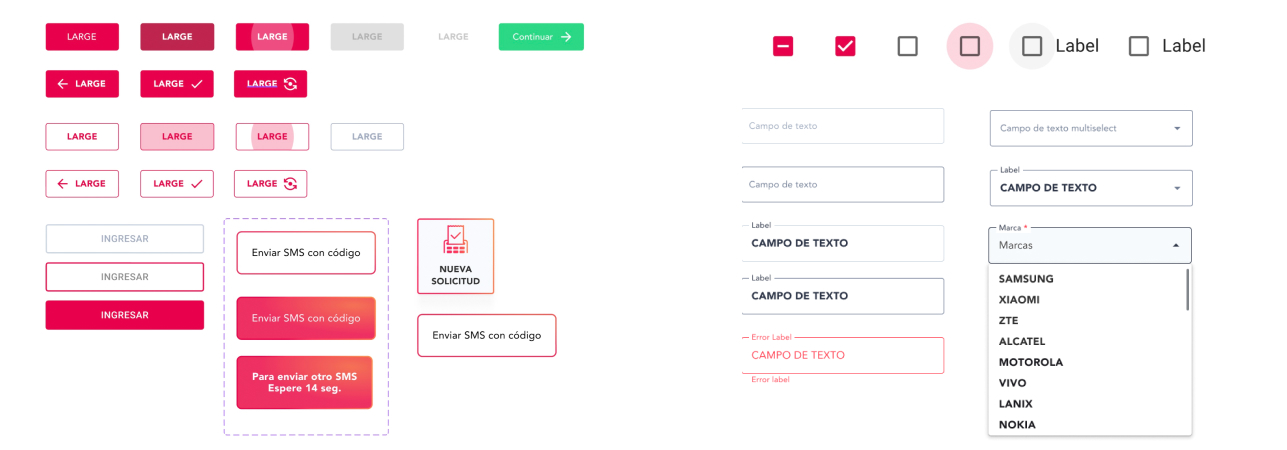 LARGE LARGE LARGE LARGE LARGE Continuar
LARGE LARGE LARGE
LARGE LARGE LARGE LARGE
LARGE LARGE LARGE
INGRESAR
INGRESAR
INGRESAR
Enviar SMS con código
Enviar SMS con código
Para enviar otro SMS
Espere 14 seg.
NUEVA
SOLICITUD
Enviar SMS con código
Label Label
Campo de texto
Campo de texto
Label
CAMPO DE TEXTO
Label
CAMPO DE TEXTO
Error Label
CAMPO DE TEXTO
Error label
Campo de texto multiselect
Label
CAMPO DE TEXTO
Marca *
Marcas
SAMSUNG
XIAOMI
ZTE
ALCATEL
MOTOROLA
VIVO
LANIX
NOKIA